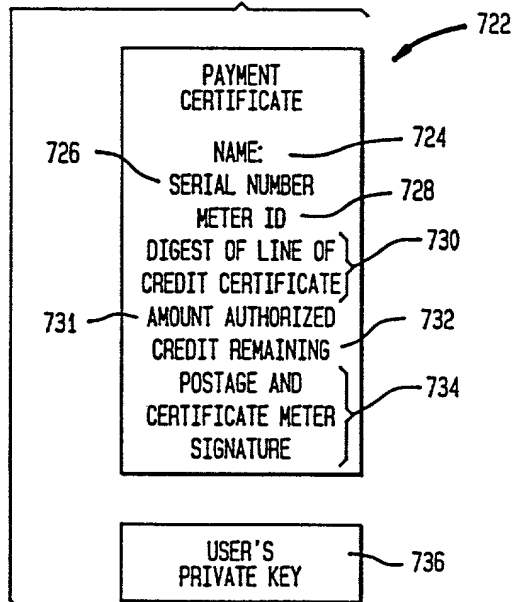 722
PAYMENT
CERTIFICATE
NAME:
724
726
SERIAL NUMBER
METER ID
728
DIGEST OF LINE OF
CREDIT CERTIFICATE
730
731
AMOUNT AUTHORIZED
CREDIT REMAINING
732
POSTAGE AND
CERTIFICATE METER
SIGNATURE
734
USER'S
PRIVATE KEY
736